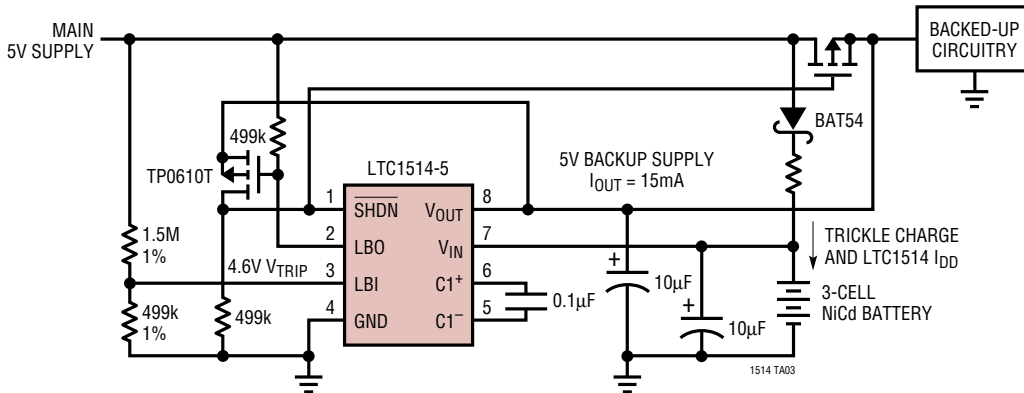 MAIN
5V SUPPLY
BACKED-UP
CIRCUITRY
BAT54
499k
TP0610T
LTC1514-5
5V BACKUP SUPPLY
IOUT = 15mA
1
SHDN
VOUT
8
2
LBO
VIN
7
1.5M
1%
4.6V VTRIP
3
LBI
C1+
6
4
GND
C1–
5
499k
1%
499k
0.1µF
+
10µF
+
10µF
TRICKLE CHARGE
AND LTC1514 IDD
3-CELL
NiCd BATTERY
1514 TA03